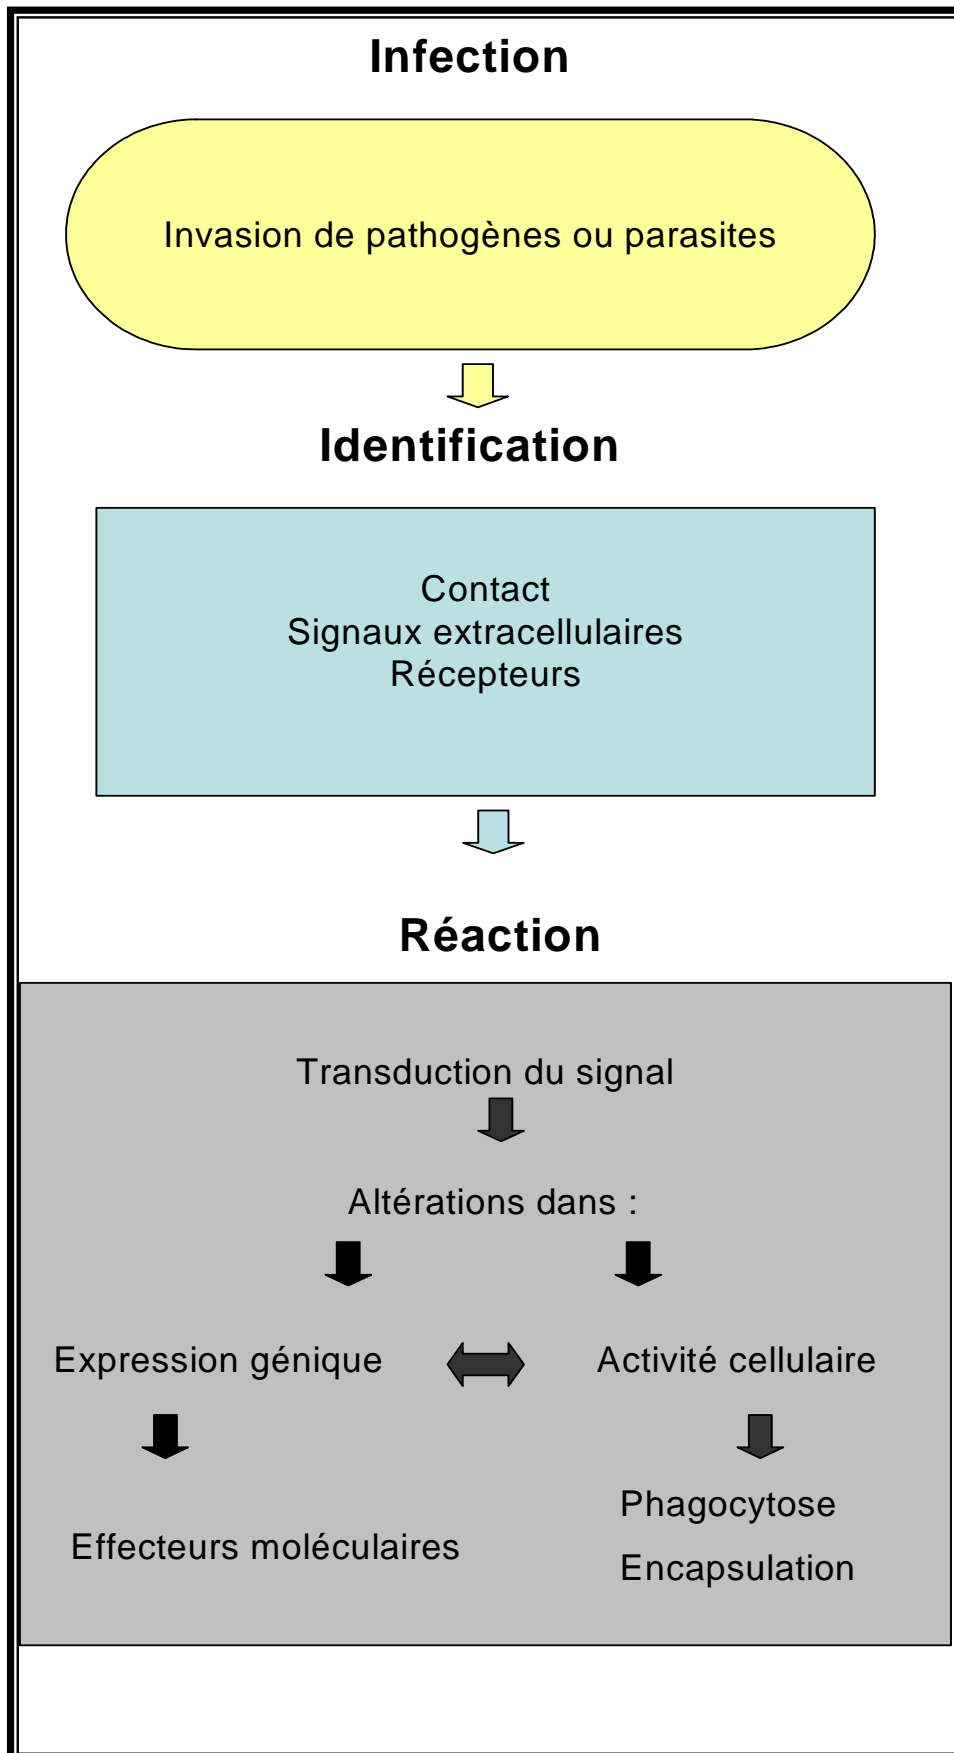 Infection
Invasion de pathogènes ou parasites
Identification
Contact
Signaux extracellulaires
Récepteurs
Réaction
Transduction du signal
Altérations dans :
Expression génique
Activité cellulaire
Effecteurs moléculaires
Phagocytose
Encapsulation